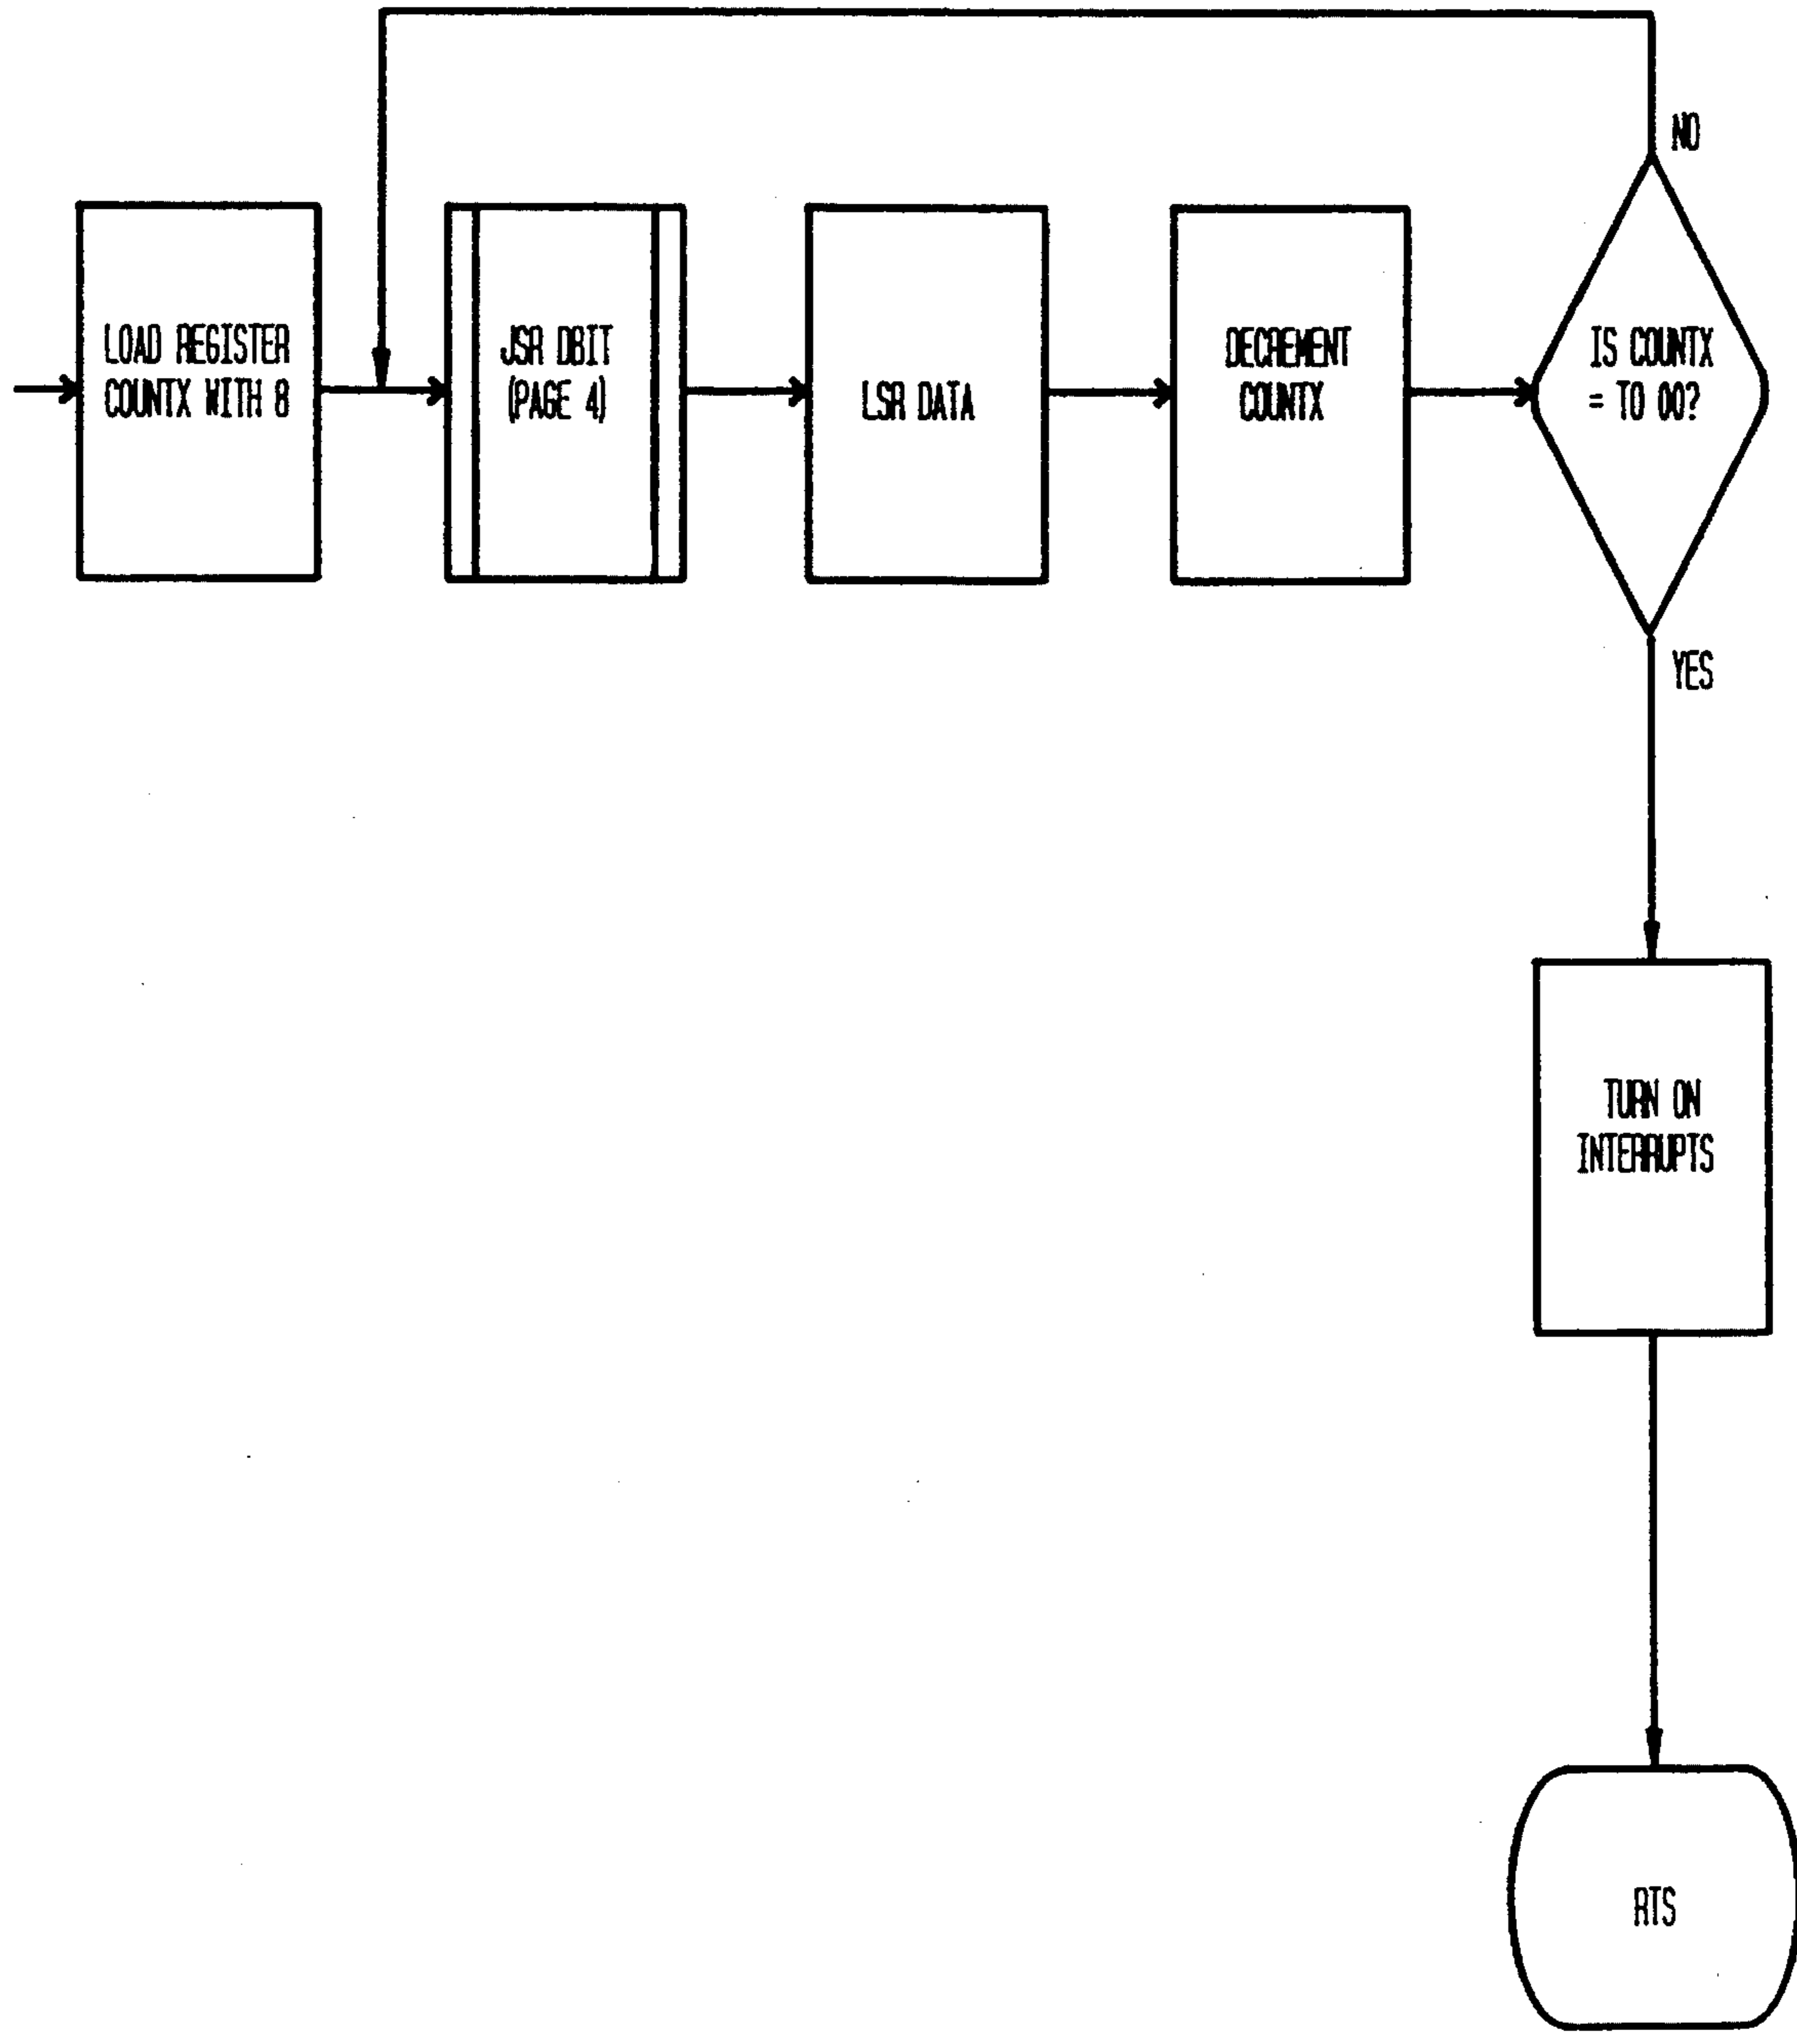 NO
LOAD REGISTER
COUNTX WITH 8
JSR DBIT
(PAGE 4)
LSR DATA
DECREMENT
COUNTX
IS COUNTX
= TO 00?
YES
TURN ON
INTERRUPTS
RTS